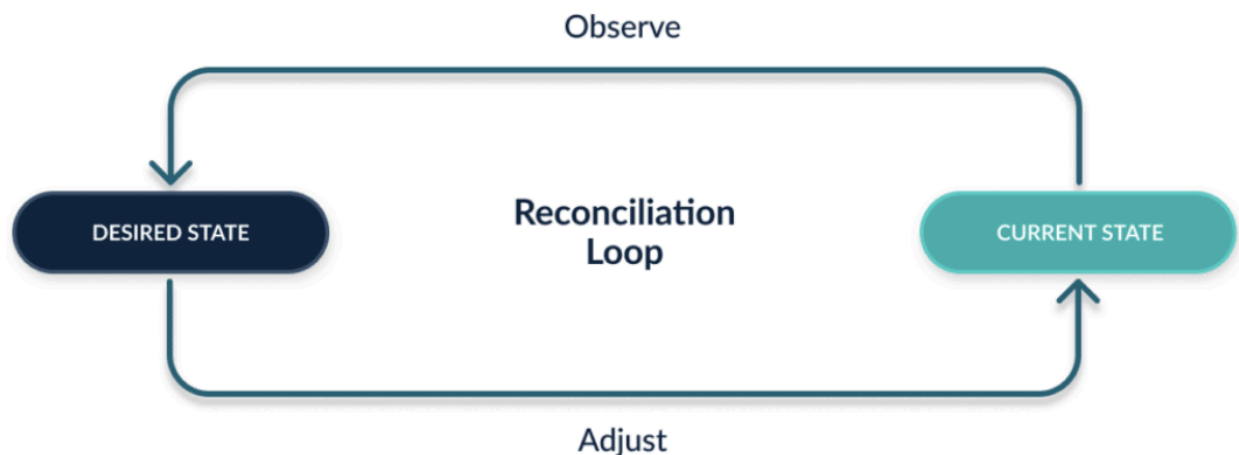 Observe
DESIRED STATE
Reconciliation
Loop
CURRENT STATE
Adjust